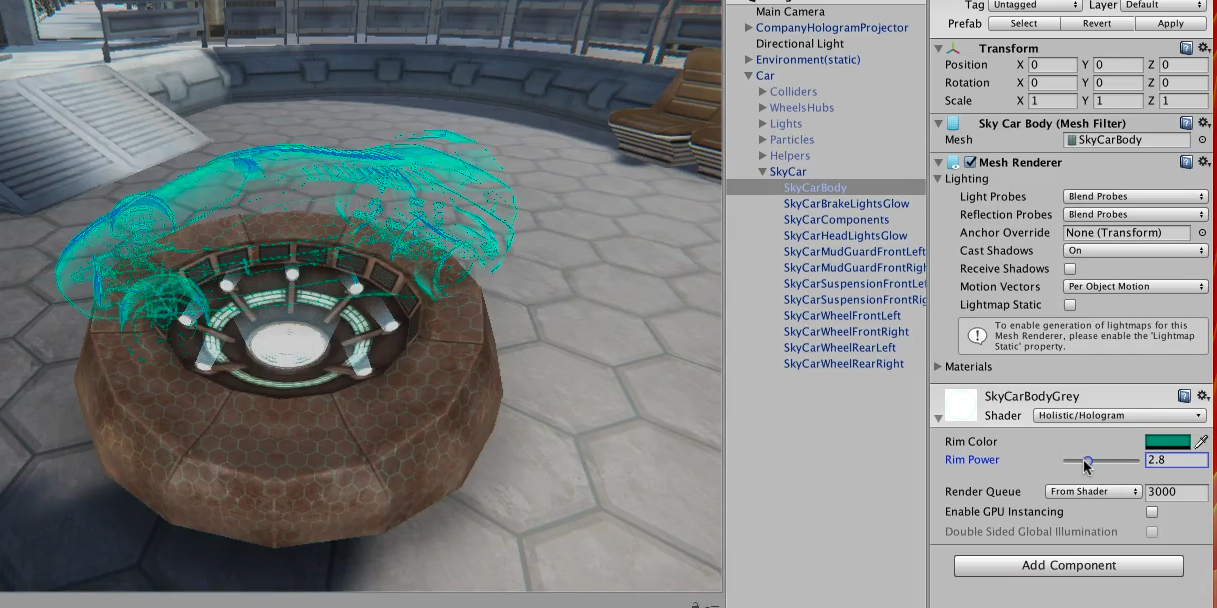 Main Camera
CompanyHologramProjector
Directional Light
Environment(static)
Car
Colliders
WheelsHubs
Lights
Particles
Helpers
SkyCar
SkyCarBody
SkyCarBrakeLightsGlow
SkyCarComponents
SkyCarHeadLightsGlow
SkyCarMudGuardFrontLeft
SkyCarMudGuardFrontRigh
SkyCarSuspensionFrontLe
SkyCarSuspensionFrontRig
SkyCarWheelFrontLeft
SkyCarWheelFrontRight
SkyCarWheelRearLeft
SkyCarWheelRearRight
Tag Untagged Layer Default
Prefab Select Revert Apply
Transform
Position X 0 Y 0 Z 0
Rotation X 0 Y 0 Z 0
Scale X 1 Y 1 Z 1
Sky Car Body (Mesh Filter)
Mesh SkyCarBody
Mesh Renderer
Lighting
Light Probes Blend Probes
Reflection Probes Blend Probes
Anchor Override None (Transform)
Cast Shadows On
Receive Shadows
Motion Vectors Per Object Motion
Lightmap Static
To enable generation of lightmaps for this
Mesh Renderer, please enable the 'Lightmap
Static' property.
Materials
SkyCarBodyGrey
Shader Holistic/Hologram
Rim Color
Rim Power 2.8
Render Queue From Shader 3000
Enable GPU Instancing
Double Sided Global Illumination
Add Component